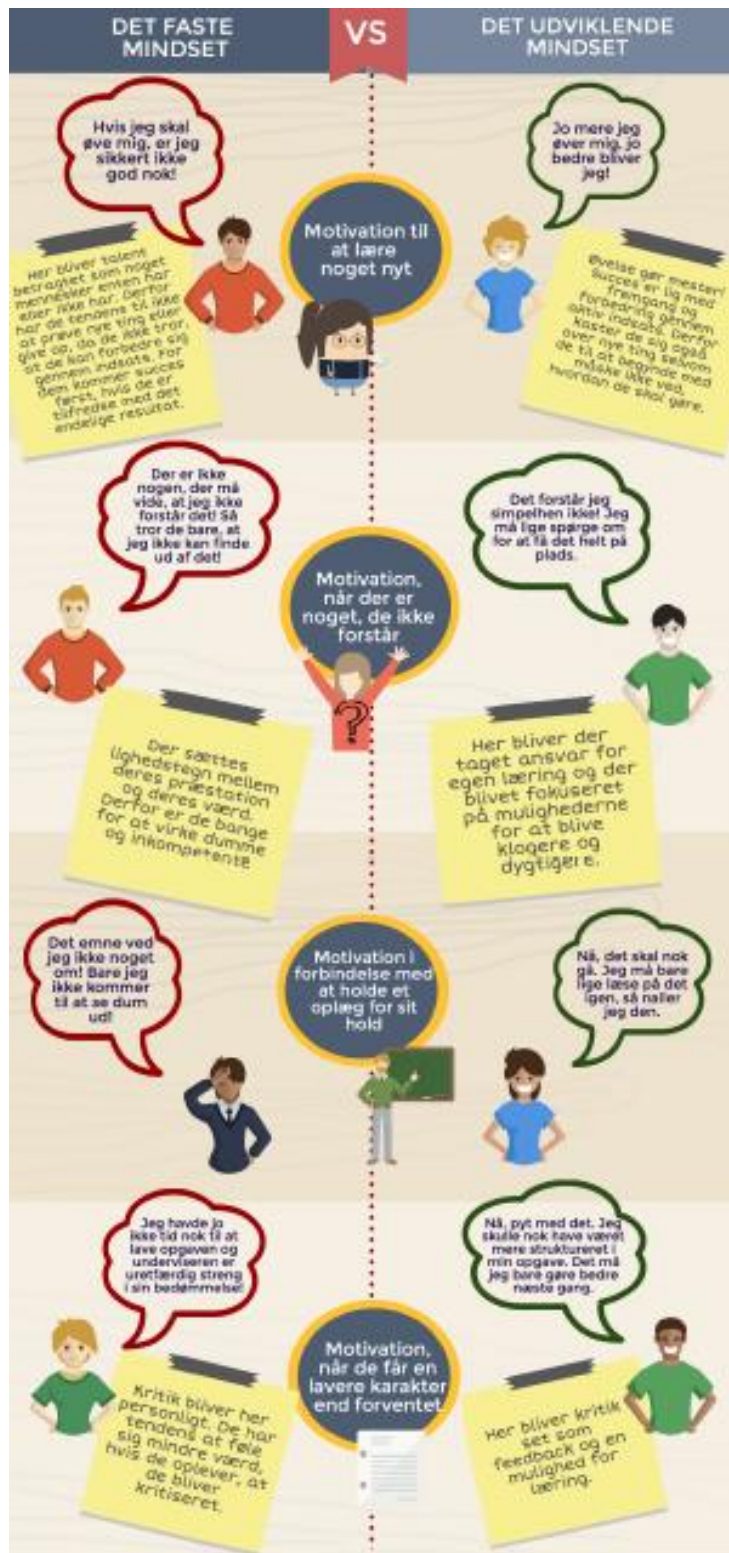 DET FASTE
MINDSET
VS
DET UDVIKLENDE
MINDSET
Hvis jeg skal
øve mig, er jeg
sikkert ikke
god nok!
Jo mere jeg
øver mig, jo
bedre bliver
jeg!
Motivation til
at lære
noget nyt
Her bliver talent
betragtet som noget
mennesker enten har
eller ikke har. Derfor
har de tendens til ikke
at prøve nye ting eller
give op, da de ikke tror,
at de kan forbedre sig
gennem indsats. For
dem kommer succes
først, hvis de er
tilfredse med det
endelige resultat.
Øvelse gør mester!
Succes er lig med
fremgang og
forbedring gennem
aktiv indsats. Derfor
kaster de sig også
over nye ting selvom
de til at begynde med
måske ikke ved,
hvordan de skal gøre.
Der er ikke
nogen, der må
vide, at jeg ikke
forstår det! Så
tror de bare, at
jeg ikke kan finde
ud af det!
Det forstår jeg
simpelhen ikke! Jeg
må lige spørge om
for at få det helt på
plads.
Motivation,
når der er
noget, de ikke
forstår
?
Der sættes
lighedstegn mellem
deres præstation
og deres værd.
Derfor er de bange
for at virke dumme
og inkompetente
Her bliver der
taget ansvar for
egen læring og der
blivet fokuseret
på mulighederne
for at blive
klogere og
dygtigere.
Det emne ved
jeg ikke noget
om! Bare jeg
ikke kommer
til at se dum
ud!
Nå, det skal nok
gå. Jeg må bare
lige læse på det
igen, så naller
jeg den.
Motivation i
forbindelse med
at holde et
oplæg for sit
hold
Jeg havde jo
ikke tid nok til at
lave opgaven og
underviseren er
uretfærdig streng
i sin bedømmelse!
Nå, pyt med det. Jeg
skulle nok have været
mere struktureret i
min opgave. Det må
jeg bare gøre bedre
næste gang.
Motivation,
når de får en
lavere karakter
end forventet
Kritik bliver her
personligt. De har
tendens at føle
sig mindre værd,
hvis de oplever, at
de bliver
kritiseret.
Her bliver kritik
set som
feedback og en
mulighed for
læring.